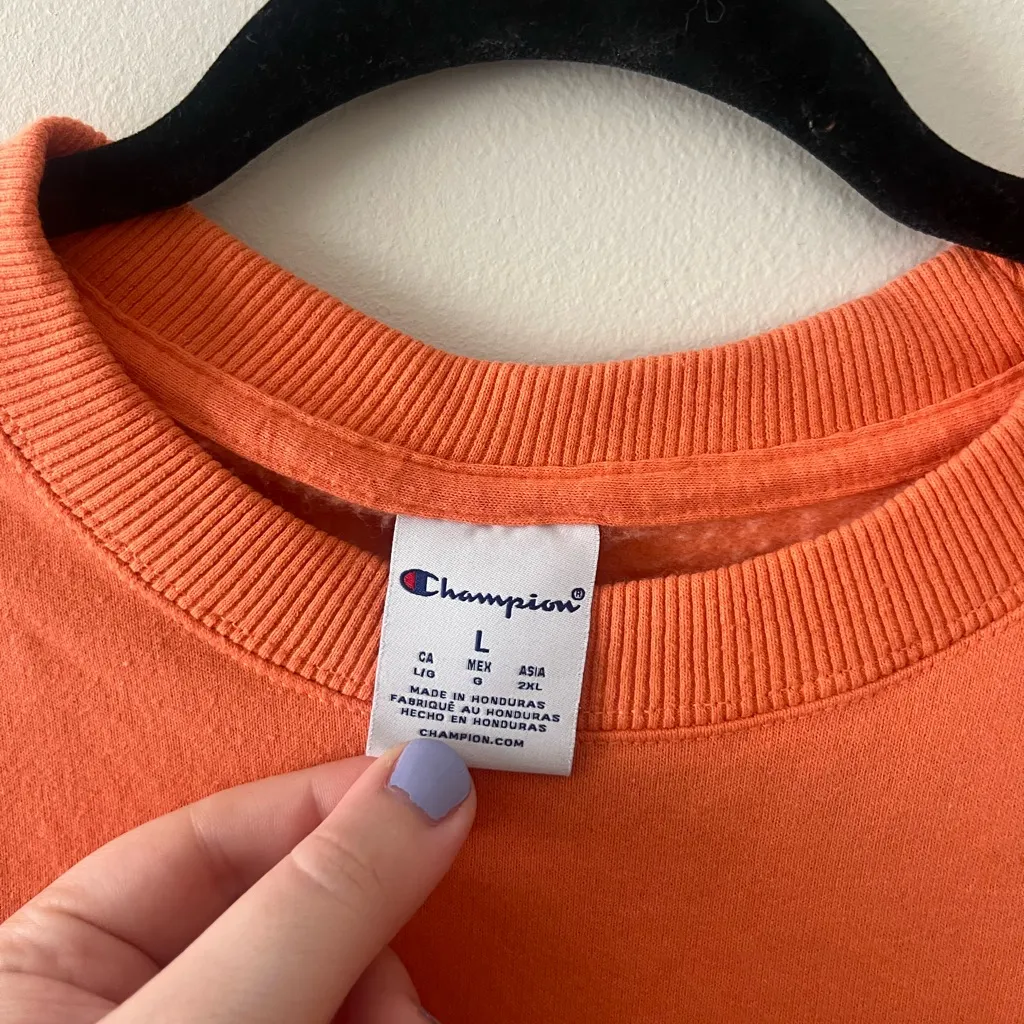 Champion®
L
CA MEX ASIA
L/G G 2XL
MADE IN HONDURAS
FABRIQUÉ AU HONDURAS
HECHO EN HONDURAS
CHAMPION.COM